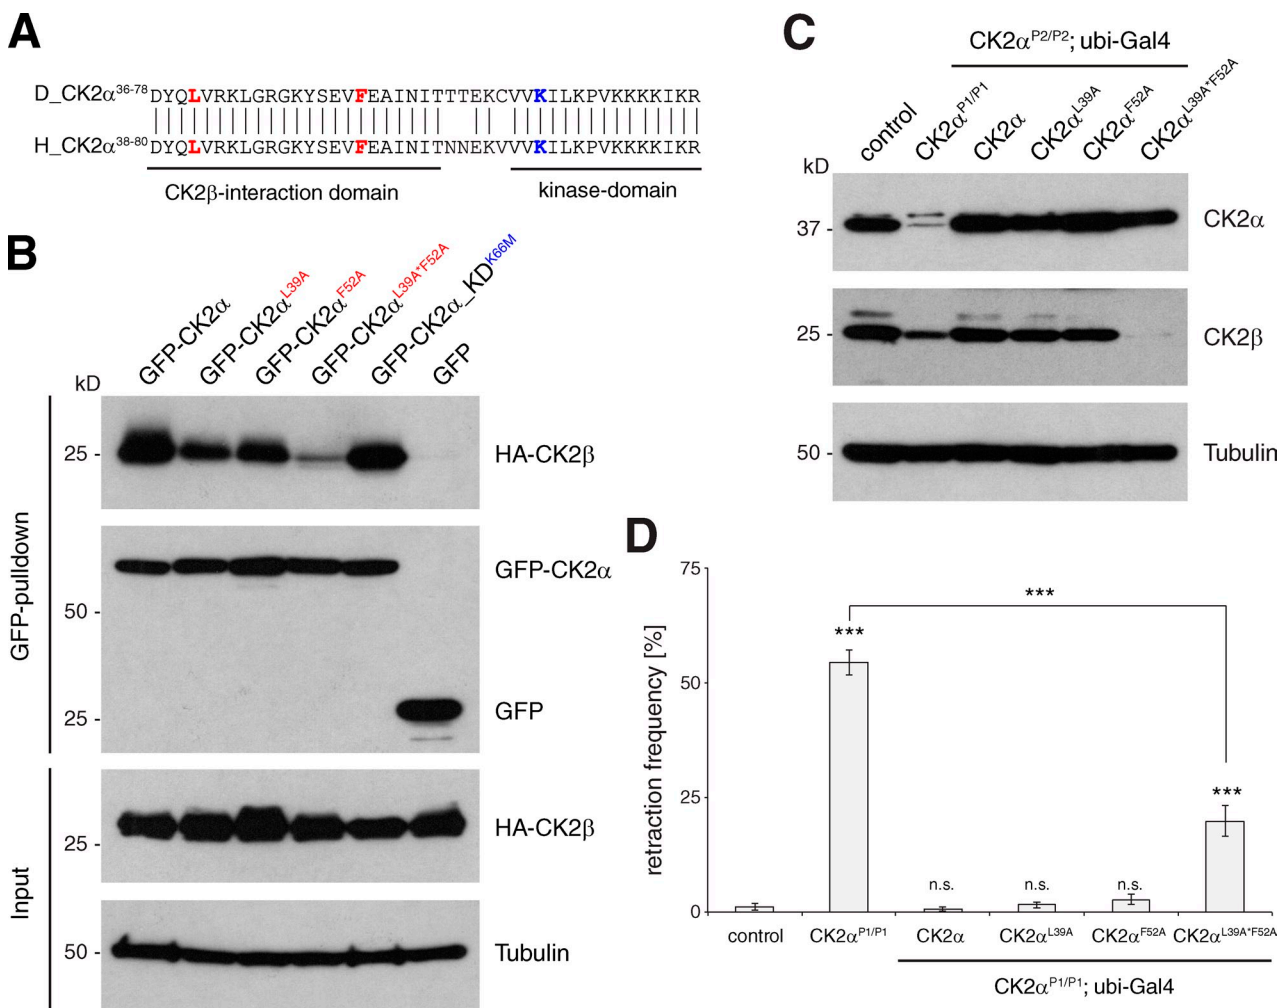 A
D_CK2α36-78 DYQLVRKLGRGKYSEVFEAINITTTEKCVVKILKPVKKKKIKR
H_CK2α38-80 DYQLVRKLGRGKYSEVFEAINITNNEKVVVKILKPVKKKKIKR
CK2β-interaction domain
kinase-domain
B
GFP-CK2α
GFP-CK2αL39A
GFP-CK2αF52A
GFP-CK2αL39A*F52A
GFP-CK2α_KDK66M
GFP
kD
25 -
HA-CK2β
GFP-CK2α
50 -
25 -
GFP
GFP-pulldown
HA-CK2β
25 -
50 -
Tubulin
Input
C
CK2αP2/P2; ubi-Gal4
control
CK2αP1/P1
CK2α
CK2αL39A
CK2αF52A
CK2αL39A*F52A
kD
37 -
CK2α
25 -
CK2β
50 -
Tubulin
D
retraction frequency [%]
75
50
25
0
***
***
***
n.s.
n.s.
n.s.
control
CK2αP1/P1
CK2α
CK2αL39A
CK2αF52A
CK2αL39A*F52A
CK2αP1/P1; ubi-Gal4